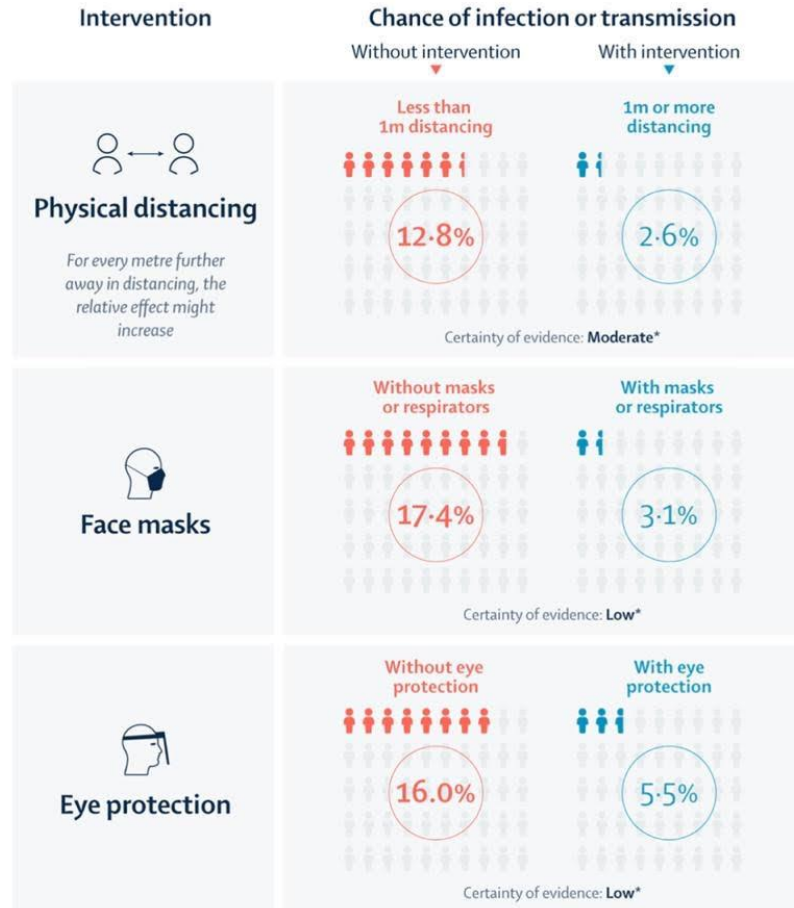 Intervention
Chance of infection or transmission
Without intervention
With intervention
Physical distancing
For every metre further
away in distancing, the
relative effect might
increase
Less than
1m distancing
12·8%
1m or more
distancing
2·6%
Certainty of evidence: Moderate*
Face masks
Without masks
or respirators
17·4%
With masks
or respirators
3·1%
Certainty of evidence: Low*
Eye protection
Without eye
protection
16.0%
With eye
protection
5·5%
Certainty of evidence: Low*